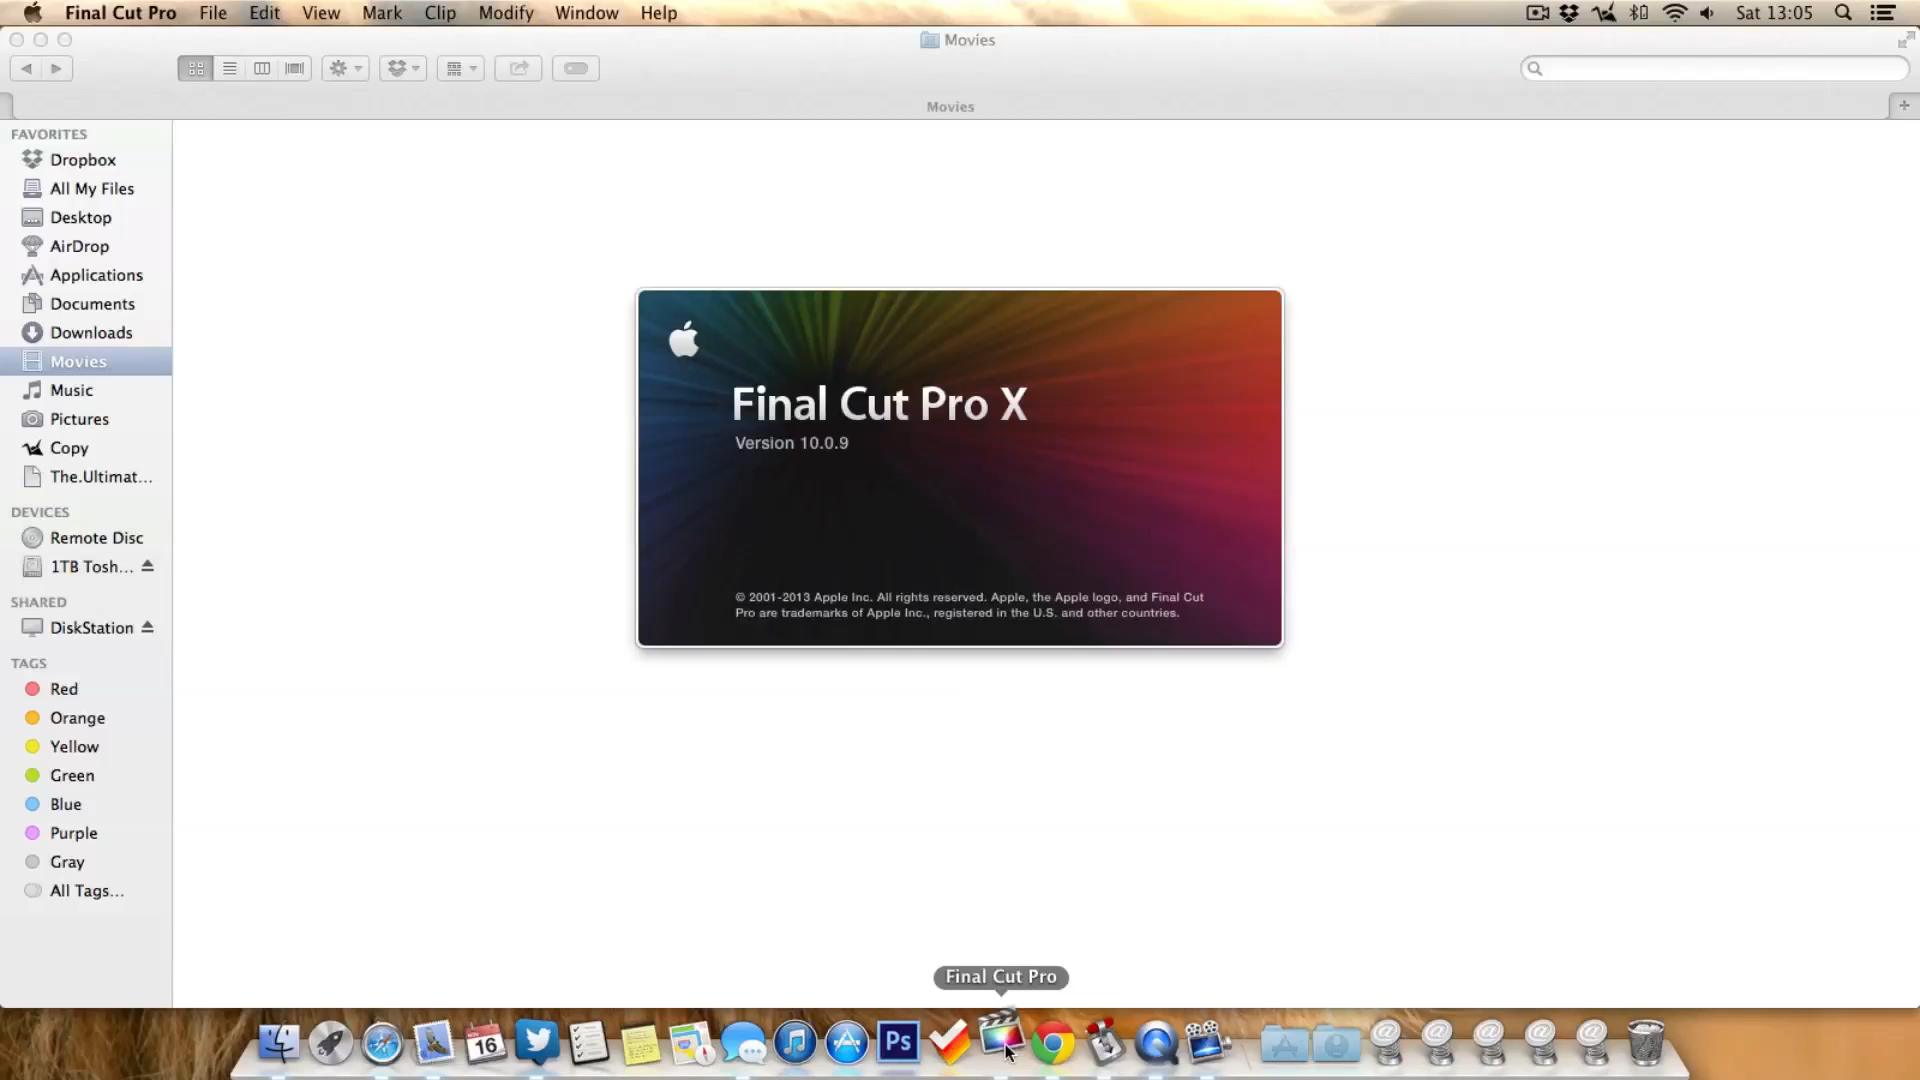 Final Cut Pro File Edit View Mark Clip Modify Window Help Sat 13:05
Movies
Movies
FAVORITES
Dropbox
All My Files
Desktop
AirDrop
Applications
Documents
Downloads
Movies
Music
Pictures
Copy
The.Ultimat...
DEVICES
Remote Disc
1TB Tosh...
SHARED
DiskStation
TAGS
Red
Orange
Yellow
Green
Blue
Purple
Gray
All Tags...
Final Cut Pro X
Version 10.0.9
© 2001-2013 Apple Inc. All rights reserved. Apple, the Apple logo, and Final Cut
Pro are trademarks of Apple Inc., registered in the U.S. and other countries.
Final Cut Pro
16
Ps